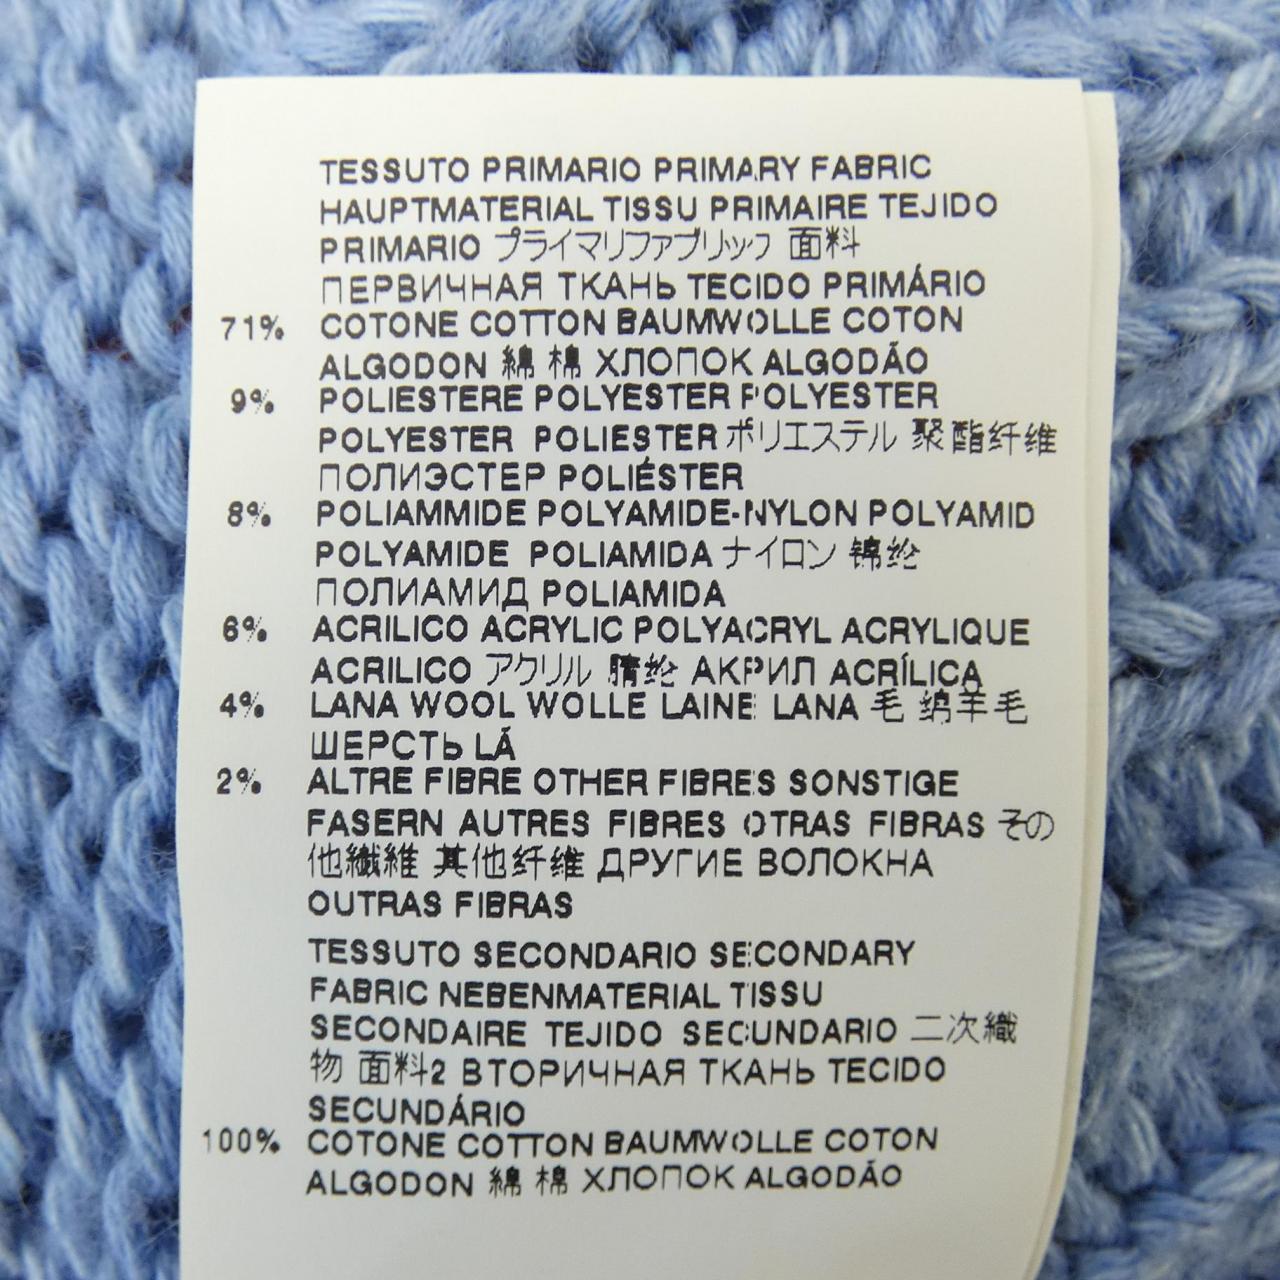 TESSUTO PRIMARIO PRIMARY FABRIC
HAUPTMATERIAL TISSU PRIMAIRE TEJIDO
PRIMARIO プライマリファブリック 面料
ПЕРВИЧНАЯ ТКАНЬ TECIDO PRIMÁRIO
71% COTONE COTTON BAUMWOLLE COTON
ALGODON 綿 棉 ХЛОПОК ALGODÃO
9% POLIESTERE POLYESTER POLYESTER
POLYESTER POLIESTER ポリエステル 聚酯纤维
ПОЛИЭСТЕР POLIÉSTER
8% POLIAMMIDE POLYAMIDE-NYLON POLYAMID
POLYAMIDE POLIAMIDA ナイロン 锦纶
ПОЛИАМИД POLIAMIDA
6% ACRILICO ACRYLIC POLYACRYL ACRYLIQUE
ACRILICO アクリル 腈纶 АКРИЛ ACRÍLICA
4% LANA WOOL WOLLE LAINE LANA 毛 绵羊毛
ШЕРСТЬ LÃ
2% ALTRE FIBRE OTHER FIBRES SONSTIGE
FASERN AUTRES FIBRES OTRAS FIBRAS その
他繊維 其他纤维 ДРУГИЕ ВОЛОКНА
OUTRAS FIBRAS
TESSUTO SECONDARIO SECONDARY
FABRIC NEBENMATERIAL TISSU
SECONDAIRE TEJIDO SECUNDARIO 二次織
物 面料2 ВТОРИЧНАЯ ТКАНЬ TECIDO
SECUNDÁRIO
100% COTONE COTTON BAUMWOLLE COTON
ALGODON 綿 棉 ХЛОПОК ALGODÃO